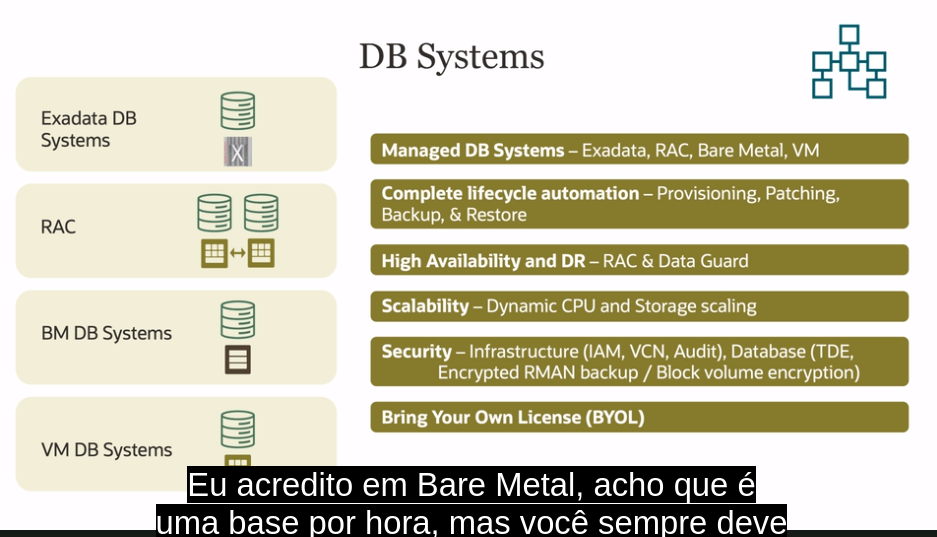 DB Systems
Exadata DB
Systems
RAC
BM DB Systems
VM DB Systems
Managed DB Systems – Exadata, RAC, Bare Metal, VM
Complete lifecycle automation – Provisioning, Patching,
Backup, & Restore
High Availability and DR – RAC & Data Guard
Scalability – Dynamic CPU and Storage scaling
Security – Infrastructure (IAM, VCN, Audit), Database (TDE,
Encrypted RMAN backup / Block volume encryption)
Bring Your Own License (BYOL)
Eu acredito em Bare Metal, acho que é
uma base por hora, mas você sempre deve